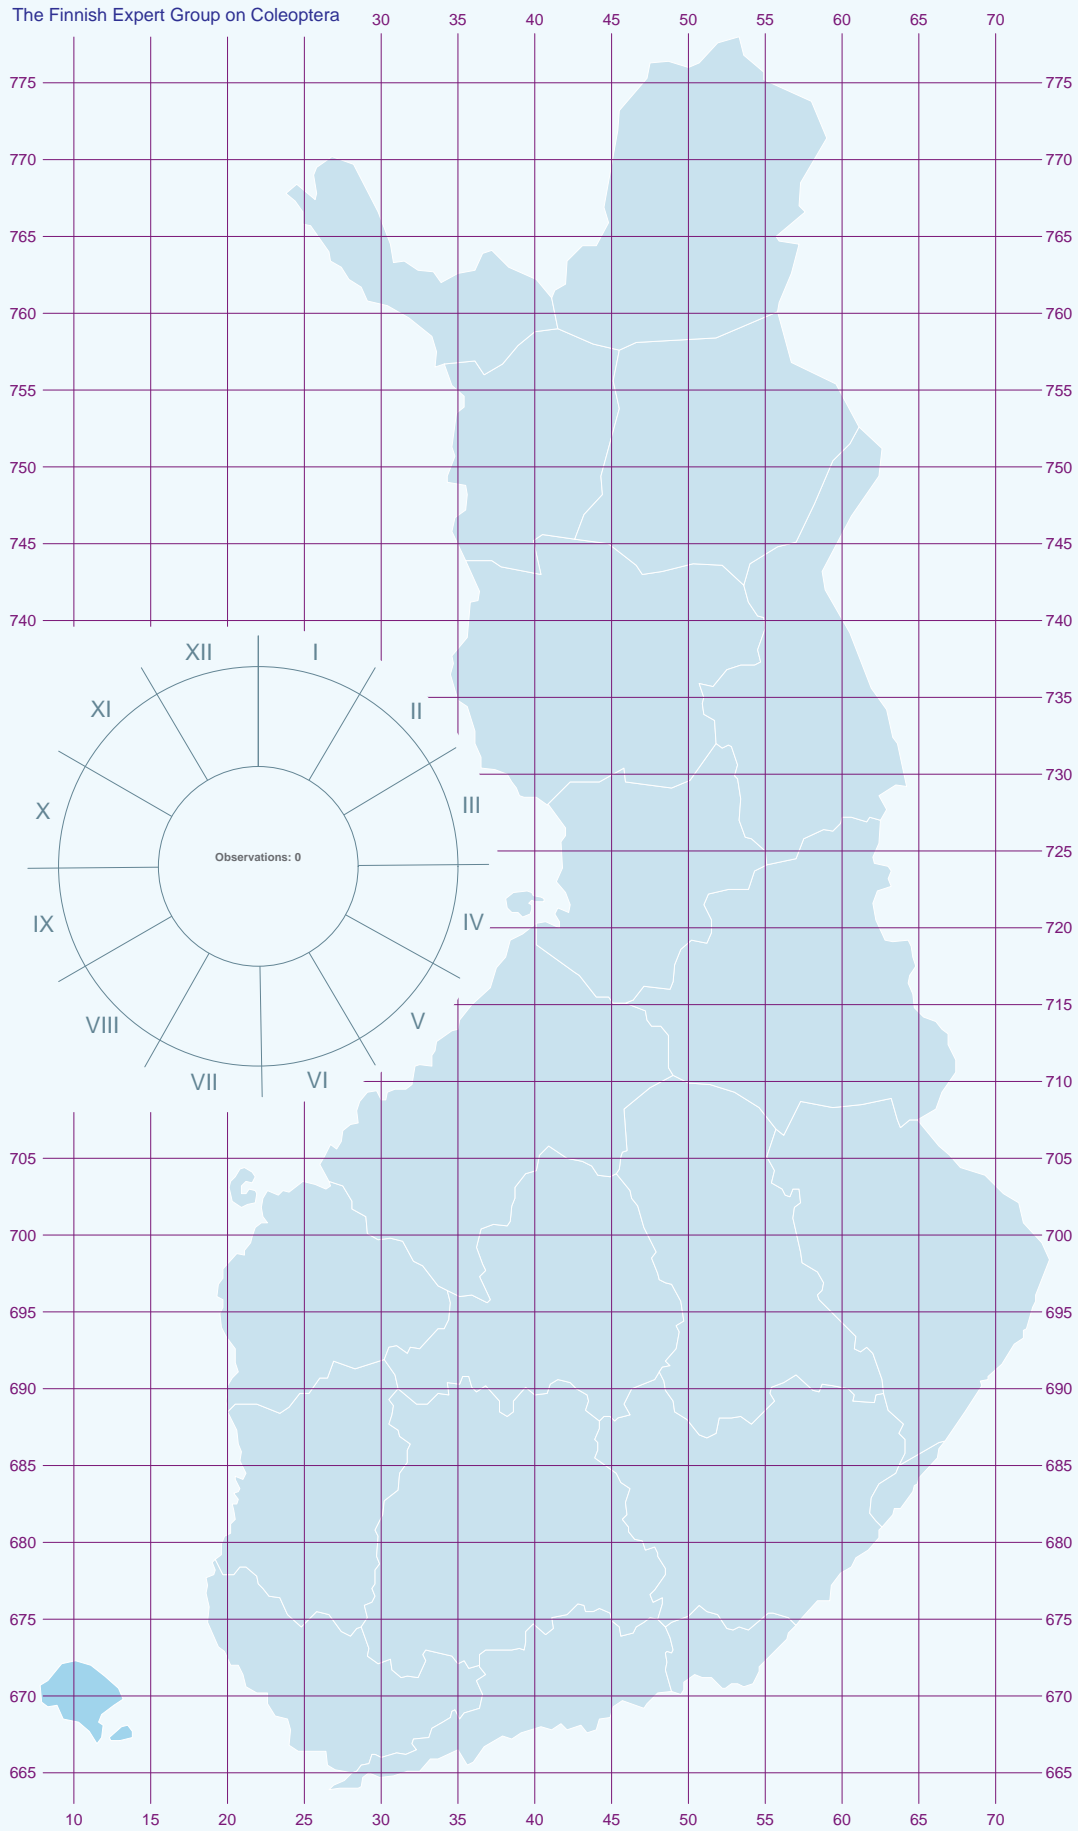 The Finnish Expert Group on Coleoptera
30 35 40 45 50 55 60 65 70
775 775
770 770
765 765
760 760
755 755
750 750
745 745
740 740
XII I
XI II
735
730
X III
Observations: 0
725
IX IV
720
715
VIII V
VII VI
710
705 705
700 700
695 695
690 690
685 685
680 680
675 675
670 670
665 665
10 15 20 25 30 35 40 45 50 55 60 65 70